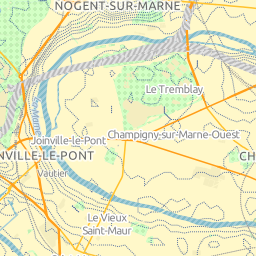 NOGENT-SUR-MARNE
Le Tremblay
Marne
Joinville-le-Pont
Champigny-sur-Marne-Ouest
NVILLE-LE-PONT
CH
Vautier
Le Vieux
Saint-Maur